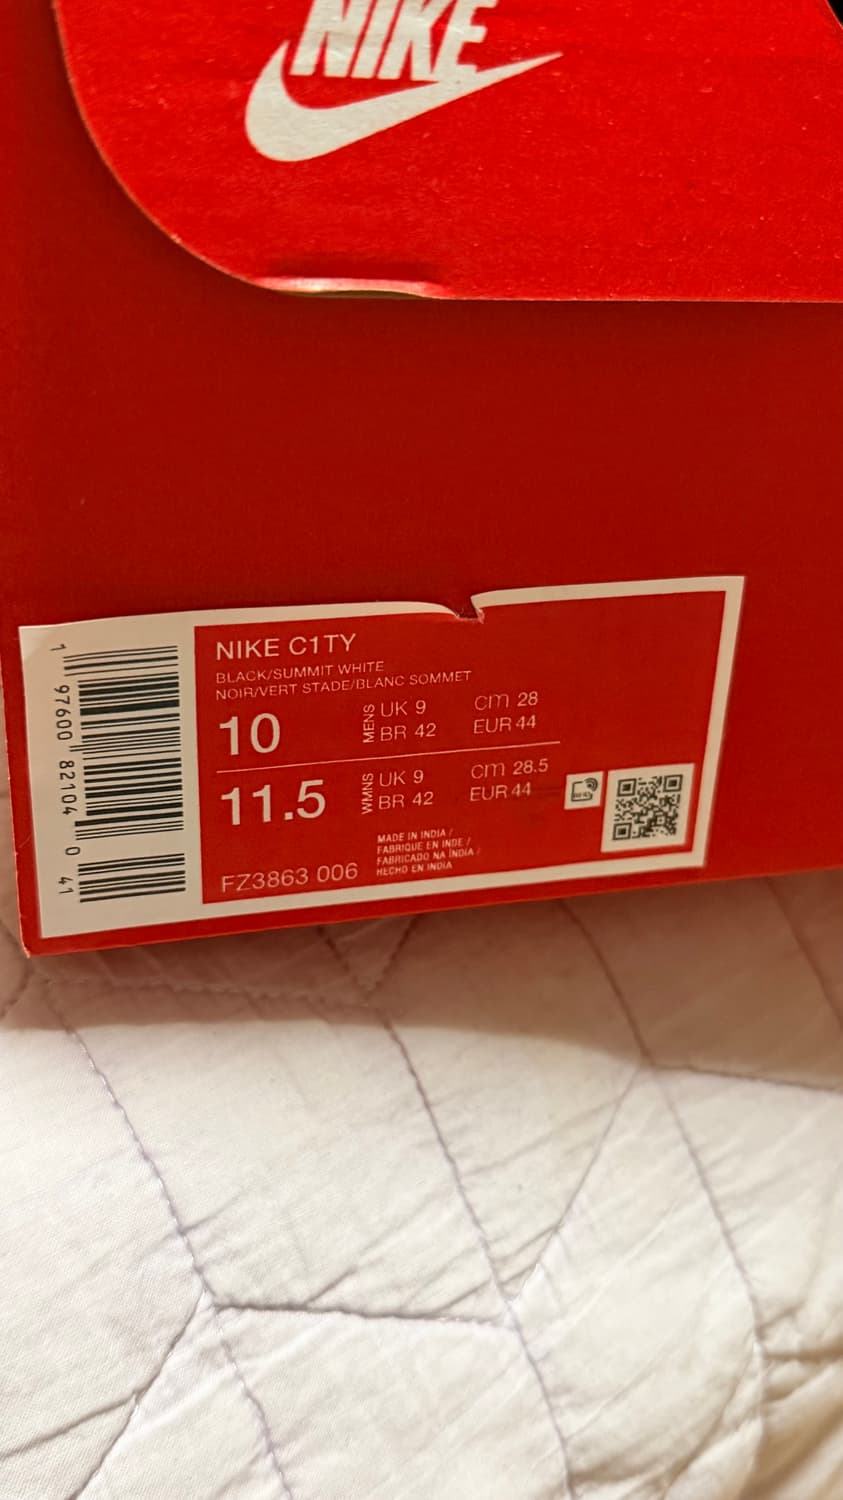 NIKE
NIKE C1TY
BLACK/SUMMIT WHITE
NOIR/VERT STADE/BLANC SOMMET
10
MENS
UK 9
BR 42
cm 28
EUR 44
11.5
WMNS
UK 9
BR 42
cm 28.5
EUR 44
FZ3863 006
MADE IN INDIA /
FABRIQUÉ EN INDE /
FABRICADO NA ÍNDIA /
HECHO EN INDIA
1 97600 82104 0 41